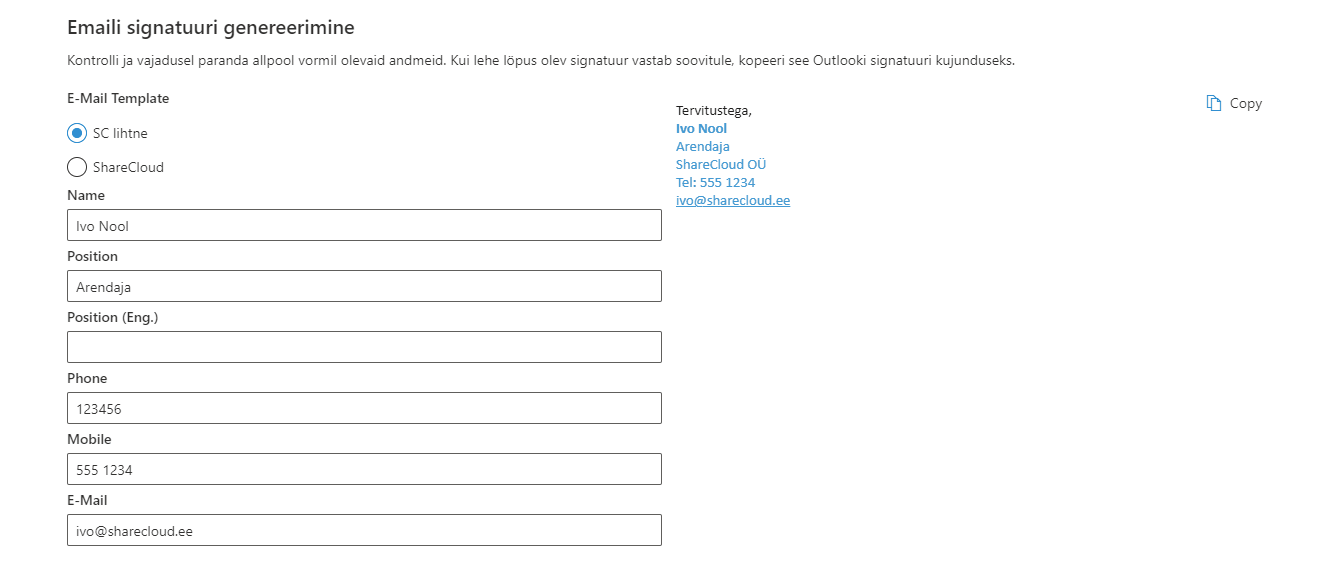 Emaili signatuuri genereerimine
Kontrolli ja vajadusel paranda allpool vormil olevaid andmeid. Kui lehe lõpus olev signatuur vastab soovitule, kopeeri see Outlooki signatuuri kujunduseks.
E-Mail Template
SC lihtne
ShareCloud
Name
Ivo Nool
Position
Arendaja
Position (Eng.)
Phone
123456
Mobile
555 1234
E-Mail
ivo@sharecloud.ee
Tervitustega,
Ivo Nool
Arendaja
ShareCloud OÜ
Tel: 555 1234
ivo@sharecloud.ee
Copy